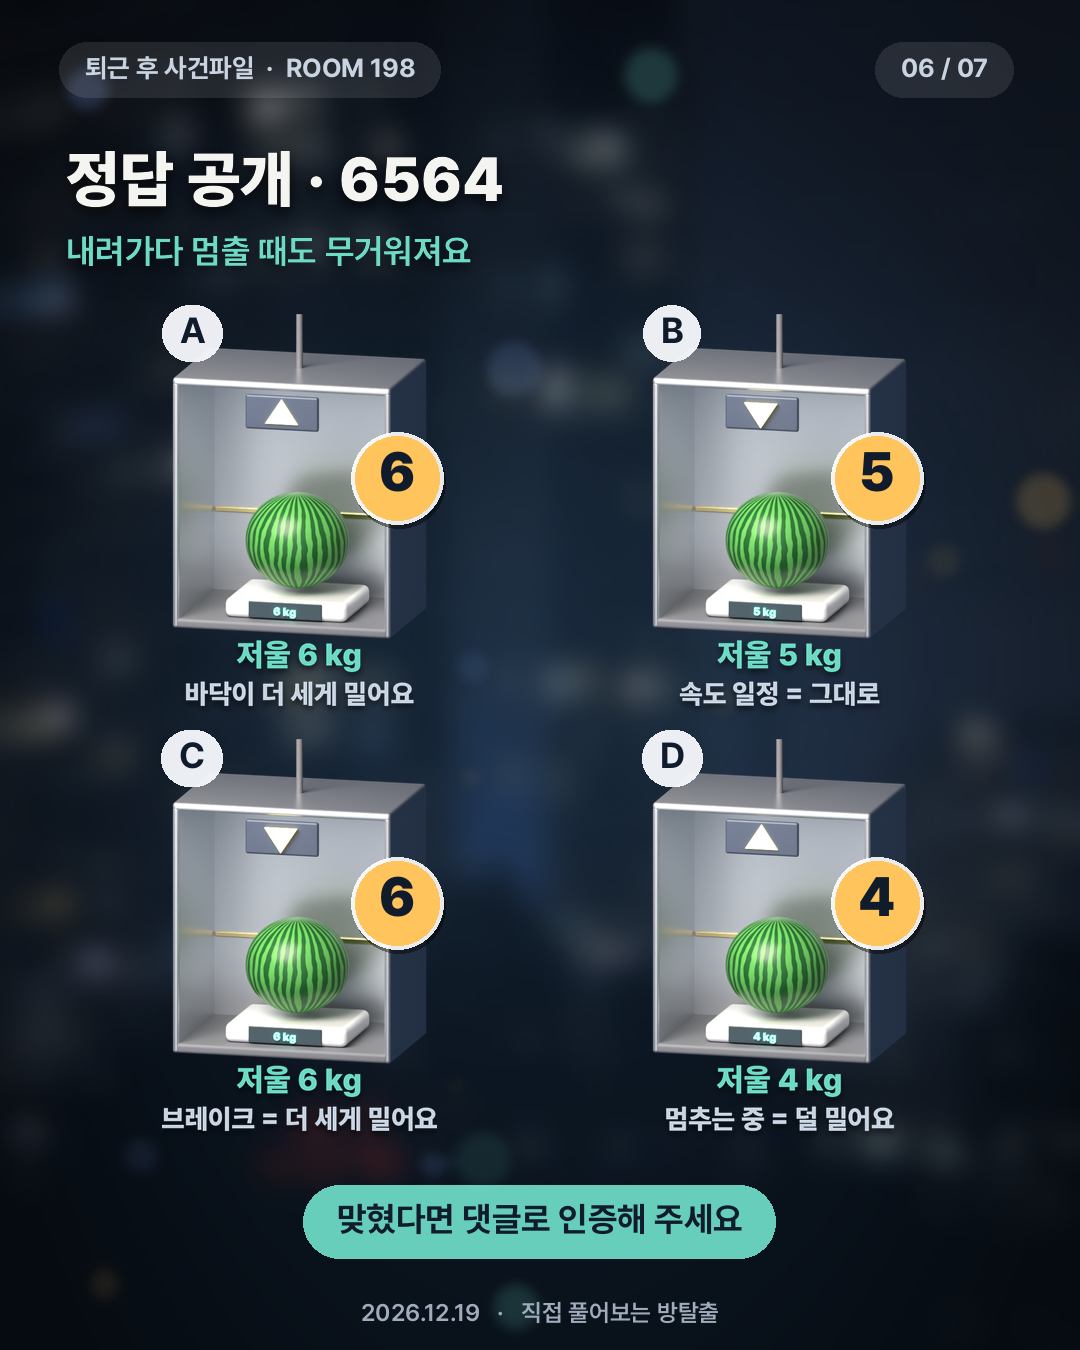 퇴근 후 사건파일 · ROOM 198
06 / 07
정답 공개 · 6564
내려가다 멈출 때도 무거워져요
A
6
6 kg
저울 6 kg
바닥이 더 세게 밀어요
B
5
5 kg
저울 5 kg
속도 일정 = 그대로
C
6
6 kg
저울 6 kg
브레이크 = 더 세게 밀어요
D
4
4 kg
저울 4 kg
멈추는 중 = 덜 밀어요
맞혔다면 댓글로 인증해 주세요
2026.12.19 · 직접 풀어보는 방탈출